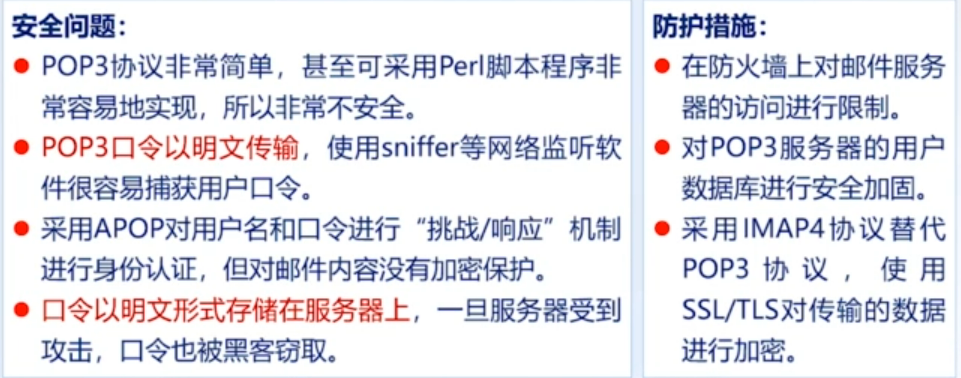 安全问题：
● POP3协议非常简单，甚至可采用Perl脚本程序非
常容易地实现，所以非常不安全。
● POP3口令以明文传输，使用sniffer等网络监听软
件很容易捕获用户口令。
● 采用APOP对用户名和口令进行“挑战/响应”机制
进行身份认证，但对邮件内容没有加密保护。
● 口令以明文形式存储在服务器上，一旦服务器受到
攻击，口令也被黑客窃取。
防护措施：
● 在防火墙上对邮件服务
器的访问进行限制。
● 对POP3服务器的用户
数据库进行安全加固。
● 采用IMAP4协议替代
POP3协议，使用
SSL/TLS对传输的数据
进行加密。